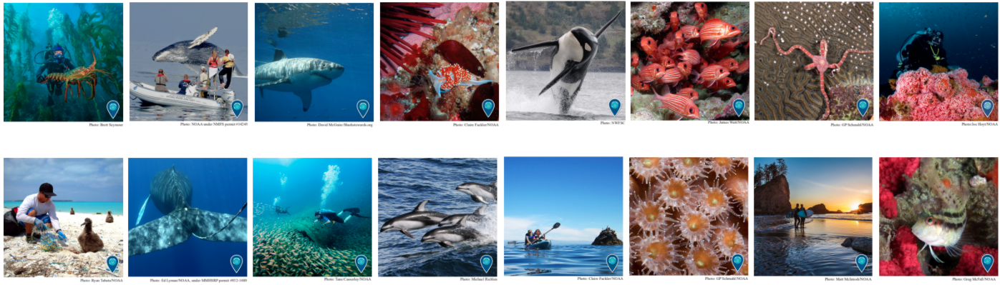 Photo: Brett Seymour
Photo: NOAA under NMFS permit #14245
Photo: David McGuire/Sharkstewards.org
Photo: Claire Fackler/NOAA
Photo: NWFSC
Photo: James Watt/NOAA
Photo: GP Schmahl/NOAA
Photo: Joe Hoyt/NOAA
Photo: Ryan Tabata/NOAA
Photo: Ed Lyman/NOAA, under MMHSRP permit #932-1489
Photo: Tane Casserley/NOAA
Photo: Michael Richlen
Photo: Claire Fackler/NOAA
Photo: GP Schmahl/NOAA
Photo: Matt McIntosh/NOAA
Photo: Greg McFall/NOAA